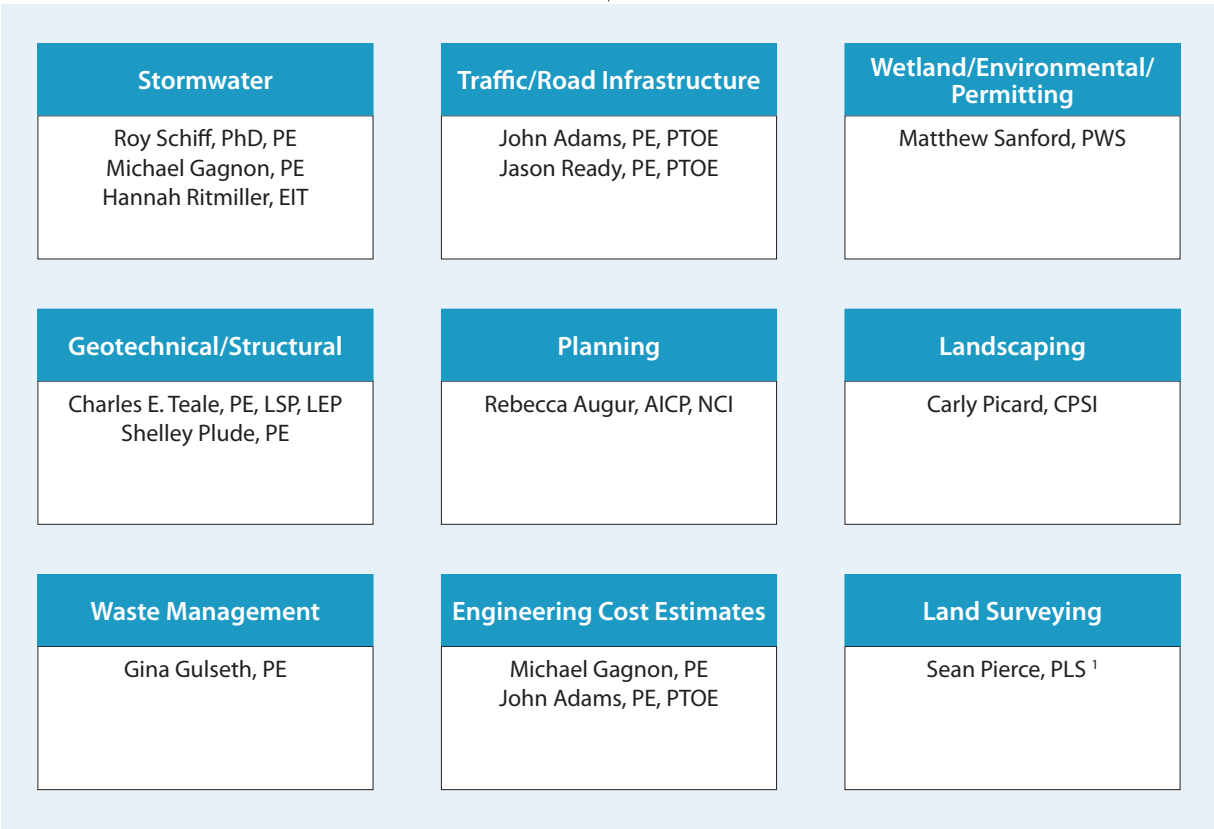 Stormwater
Roy Schiff, PhD, PE
Michael Gagnon, PE
Hannah Ritmiller, EIT
Traffic/Road Infrastructure
John Adams, PE, PTOE
Jason Ready, PE, PTOE
Wetland/Environmental/
Permitting
Matthew Sanford, PWS
Geotechnical/Structural
Charles E. Teale, PE, LSP, LEP
Shelley Plude, PE
Planning
Rebecca Augur, AICP, NCI
Landscaping
Carly Picard, CPSI
Waste Management
Gina Gulseth, PE
Engineering Cost Estimates
Michael Gagnon, PE
John Adams, PE, PTOE
Land Surveying
Sean Pierce, PLS ¹